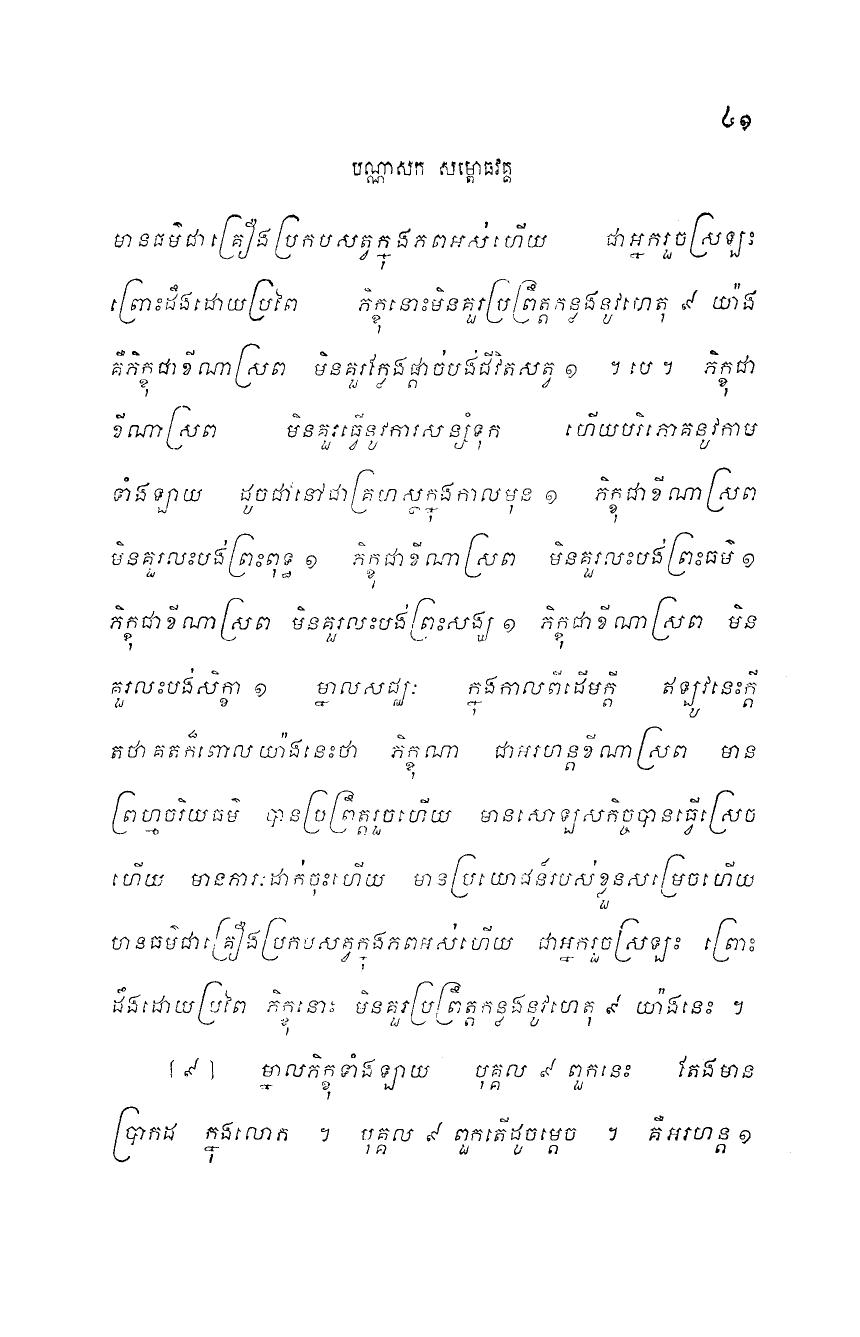 ៤១
បណ្ណាសក សម្ពោធវគ្គ
មានធម៌ជាគ្រឿងប្រកបសត្វក្នុងភពអស់ហើយ ជាអ្នករួចស្រឡះ
ព្រោះដឹងដោយប្រពៃ ភិក្ខុនោះមិនគួរប្រព្រឹត្តកន្លងនូវហេតុ ៩ យ៉ាង
គឺភិក្ខុជាខីណាស្រព មិនគួរក្លែងផ្តាច់បង់ជីវិតសត្វ ១ ។ បេ ។ ភិក្ខុជា
ខីណាស្រព មិនគួរធ្វើនូវការសន្សំទុក ហើយបរិភោគនូវកាម
ទាំងឡាយ ដូចជានៅជាគ្រហស្ថក្នុងកាលមុន ១ ភិក្ខុជាខីណាស្រព
មិនគួរលះបង់ព្រះពុទ្ធ ១ ភិក្ខុជាខីណាស្រព មិនគួរលះបង់ព្រះធម៌ ១
ភិក្ខុជាខីណាស្រព មិនគួរលះបង់ព្រះសង្ឃ ១ ភិក្ខុជាខីណាស្រព មិន
គួរលះបង់សិក្ខា ១ ម្នាលសជ្ឈៈ ក្នុងកាលពីដើមក្តី ឥឡូវនេះក្តី
តថាគតក៏ពោលយ៉ាងនេះថា ភិក្ខុណា ជាអរហន្តខីណាស្រព មាន
ព្រហ្មចរិយធម៌ បានប្រព្រឹត្តរួចហើយ មានសោឡសកិច្ចបានធ្វើស្រេច
ហើយ មានភារៈដាក់ចុះហើយ មានប្រយោជន៍របស់ខ្លួនសម្រេចហើយ
មានធម៌ជាគ្រឿងប្រកបសត្វក្នុងភពអស់ហើយ ជាអ្នករួចស្រឡះ ព្រោះ
ដឹងដោយប្រពៃ ភិក្ខុនោះ មិនគួរប្រព្រឹត្តកន្លងនូវហេតុ ៩ យ៉ាងនេះ ។
[៩] ម្នាលភិក្ខុទាំងឡាយ បុគ្គល ៩ ពួកនេះ តែងមាន
ប្រាកដ ក្នុងលោក ។ បុគ្គល ៩ ពួកតើដូចម្តេច ។ គឺអរហន្ត ១